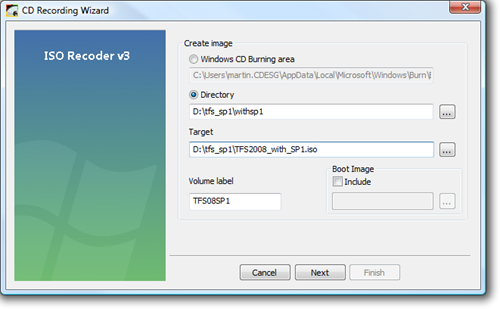 CD Recording Wizard
ISO Recoder v3
Create image
Windows CD Burning area
C:\Users\martin.CDESG\AppData\Local\Microsoft\Windows\Burn\
Directory
D:\tfs_sp1\withsp1
...
Target
D:\tfs_sp1\TFS2008_with_SP1.iso
...
Volume label
TFS08SP1
Boot Image
Include
...
Cancel
Next
Finish